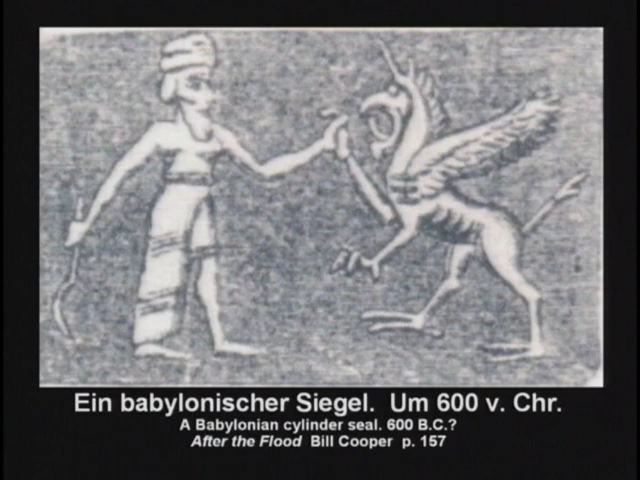 Ein babylonischer Siegel. Um 600 v. Chr.
A Babylonian cylinder seal. 600 B.C.?
After the Flood Bill Cooper p. 157